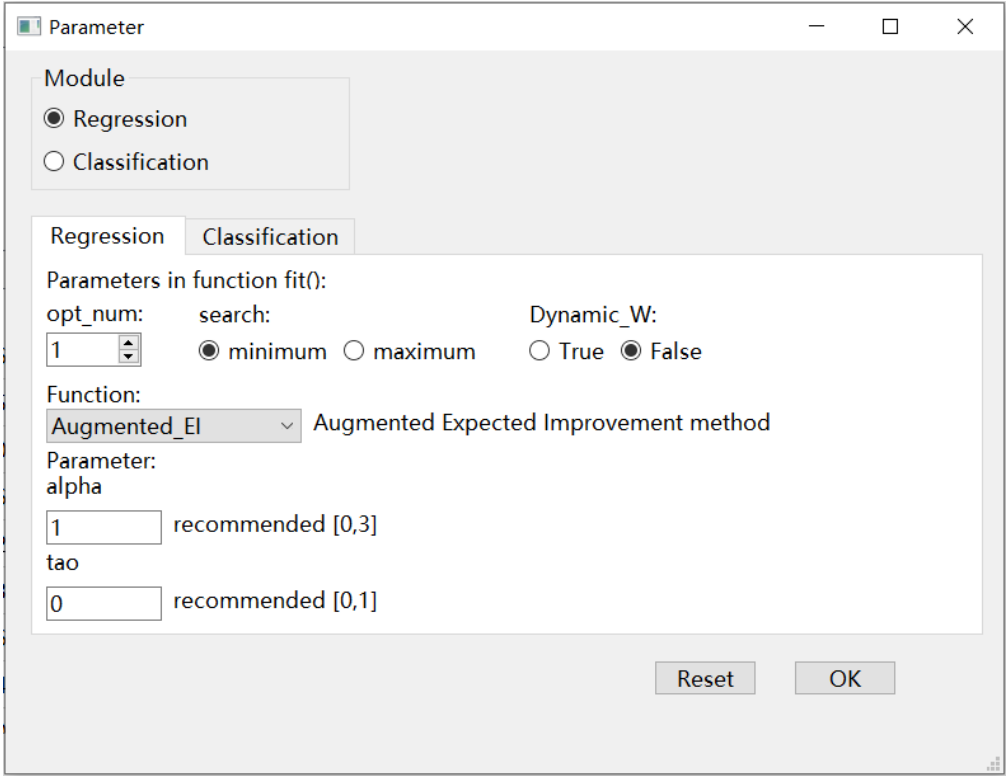 Parameter
Module
Regression
Classification
Regression Classification
Parameters in function fit():
opt_num: search: Dynamic_W:
1 minimum maximum True False
Function:
Augmented_EI Augmented Expected Improvement method
Parameter:
alpha
1 recommended [0,3]
tao
0 recommended [0,1]
Reset OK